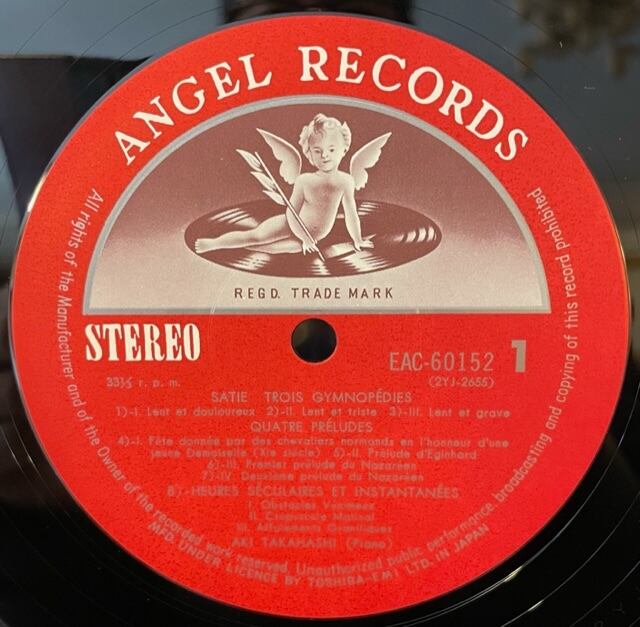 ANGEL RECORDS
REGD. TRADE MARK
STEREO
EAC-60152 1
33⅓ r. p. m.
(2YJ-2655)
SATIE TROIS GYMNOPÉDIES
1)-I. Lent et douloureux 2)-II. Lent et triste 3)-III. Lent et grave
QUATRE PRÉLUDES
4)-I. Fête donnée par des chevaliers normands en l'honneur d'une
jeune Demoiselle (XIe siècle) 5)-II. Prélude d'Eginhard
6)-III. Premier prélude du Nazaréen
7)-IV. Deuxième prélude du Nazaréen
8)-HEURES SÉCULAIRES ET INSTANTANÉES
I. Obstacles Venimeux
II. Crépuscule Matinal
III. Affolements Granitiques
AKI TAKAHASHI (Piano)
All rights of the Manufacturer and of the Owner of the recorded work reserved. Unauthorized public performance, broadcasting and copying of this record prohibited
MFD. UNDER LICENCE BY TOSHIBA-EMI LTD. IN JAPAN